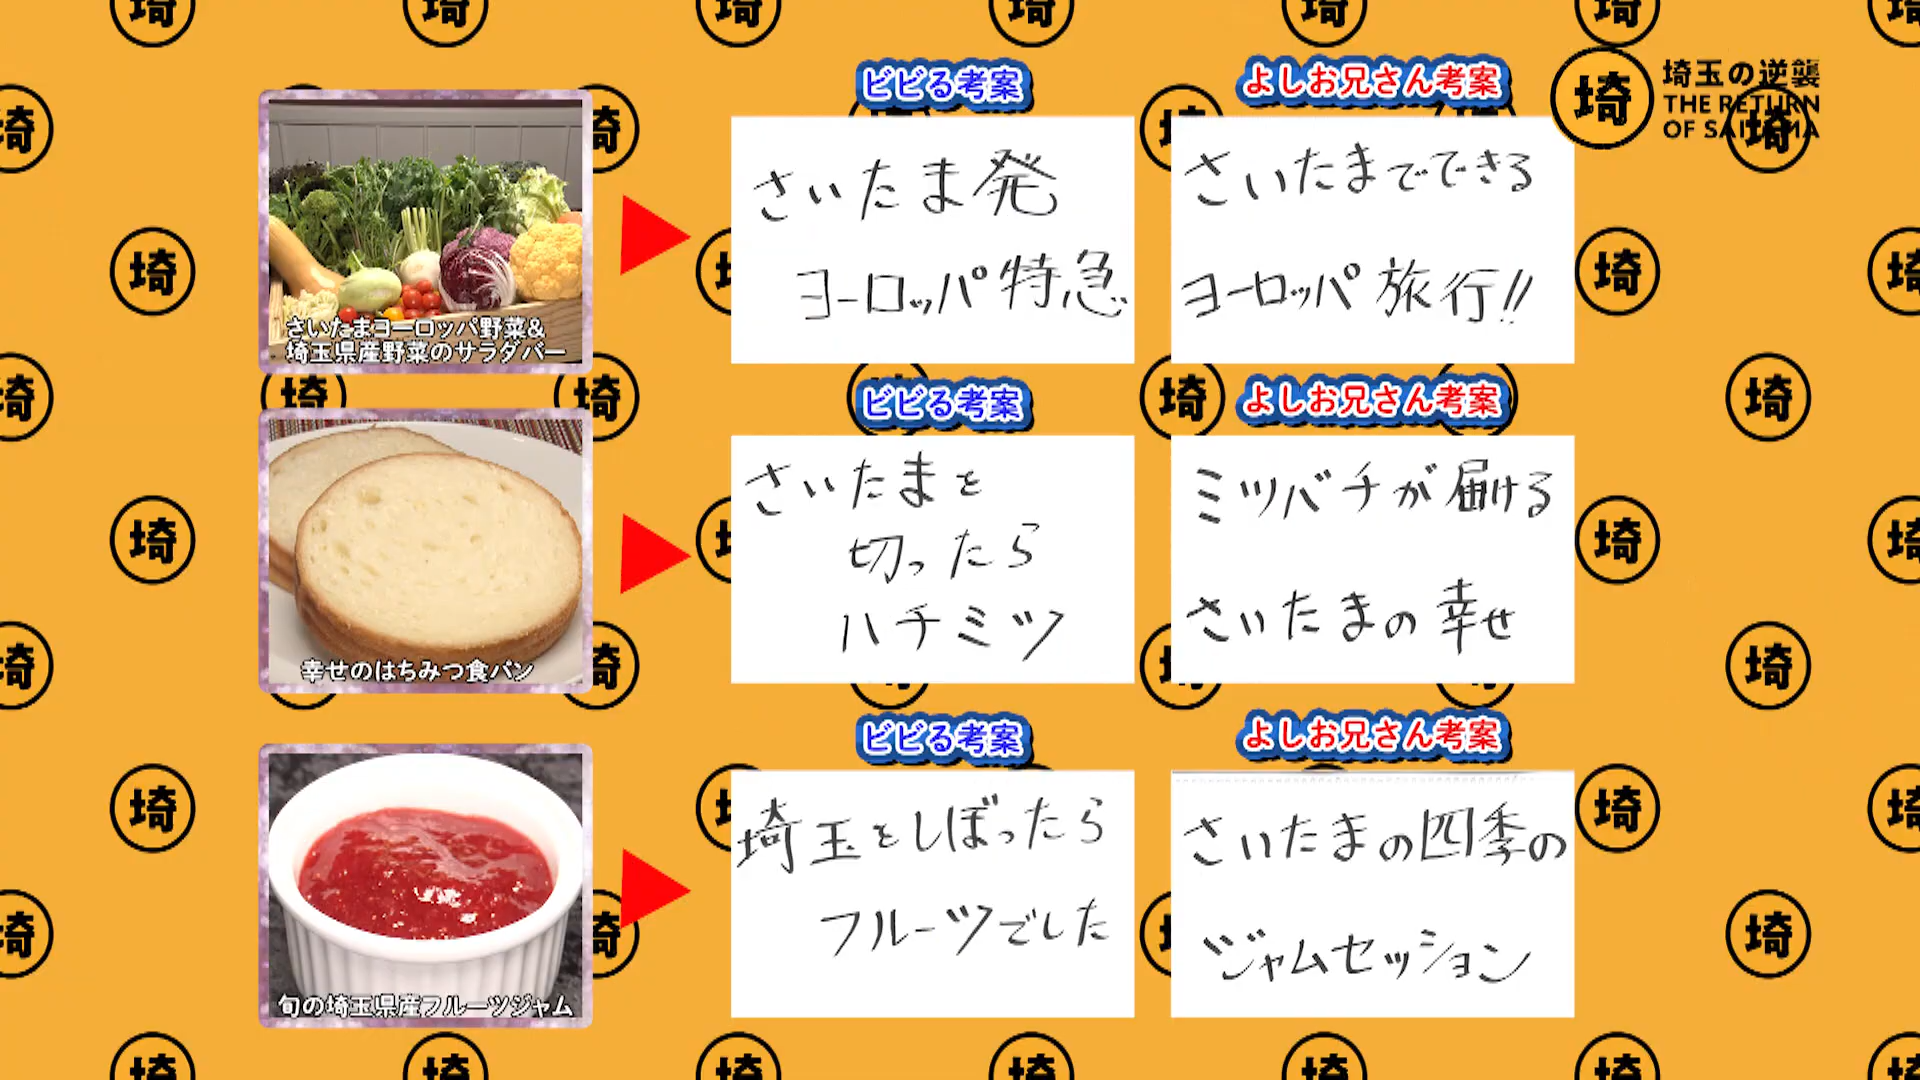 埼玉の逆襲
THE RETURN
OF SAITAMA
さいたまヨーロッパ野菜&
埼玉県産野菜のサラダバー
ビビる考案
さいたま発
ヨーロッパ特急
よしお兄さん考案
さいたまでできる
ヨーロッパ旅行!!
幸せのはちみつ食パン
ビビる考案
さいたまを
切ったら
ハチミツ
よしお兄さん考案
ミツバチが届ける
さいたまの幸せ
旬の埼玉県産フルーツジャム
ビビる考案
埼玉をしぼったら
フルーツでした
よしお兄さん考案
さいたまの四季の
ジャムセッション
埼